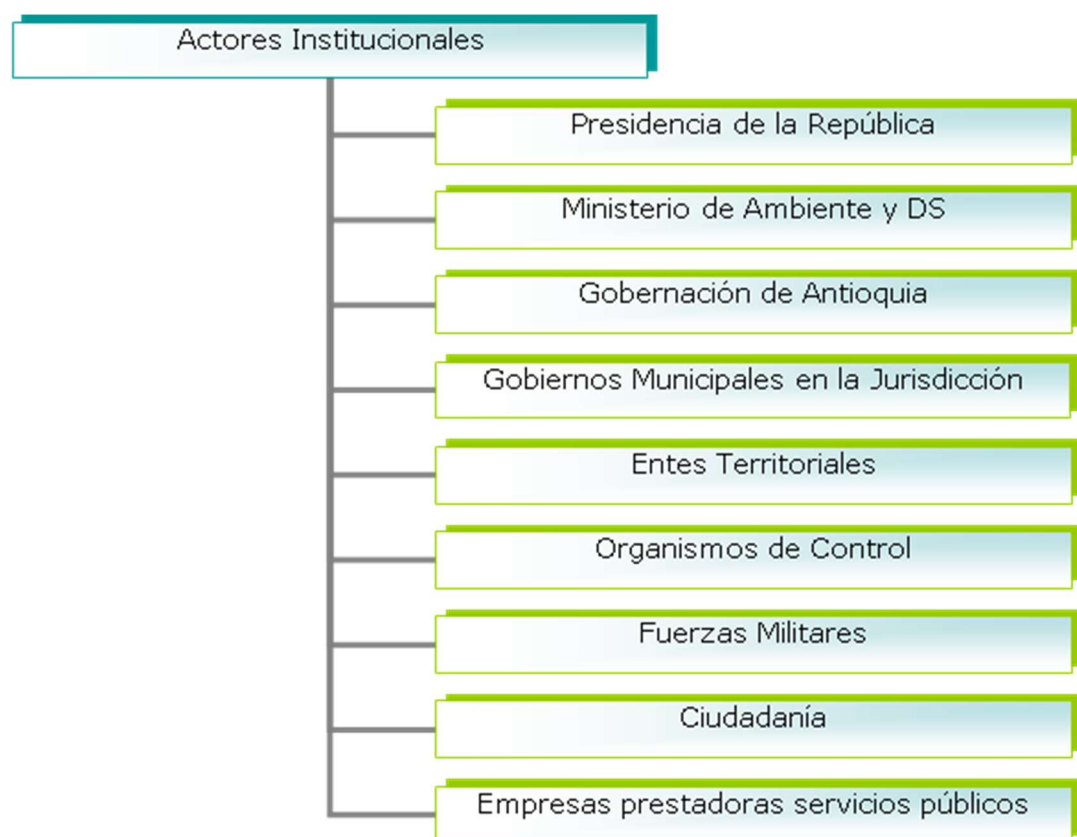 Actores Institucionales
Presidencia de la República
Ministerio de Ambiente y DS
Gobernación de Antioquia
Gobiernos Municipales en la Jurisdicción
Entes Territoriales
Organismos de Control
Fuerzas Militares
Ciudadanía
Empresas prestadoras servicios públicos